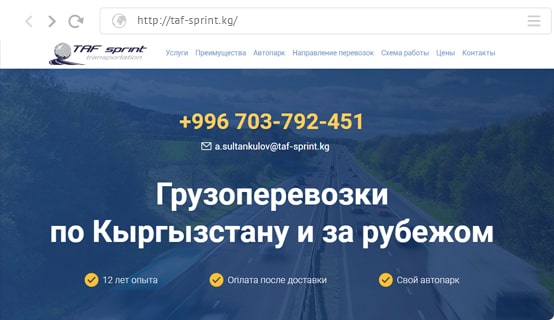 http://taf-sprint.kg/
TAF sprint
transportation
Услуги Преимущества Автопарк Направление перевозок Схема работы Цены Контакты
+996 703-792-451
a.sultankulov@taf-sprint.kg
Грузоперевозки
по Кыргызстану и за рубежом
12 лет опыта Оплата после доставки Свой автопарк